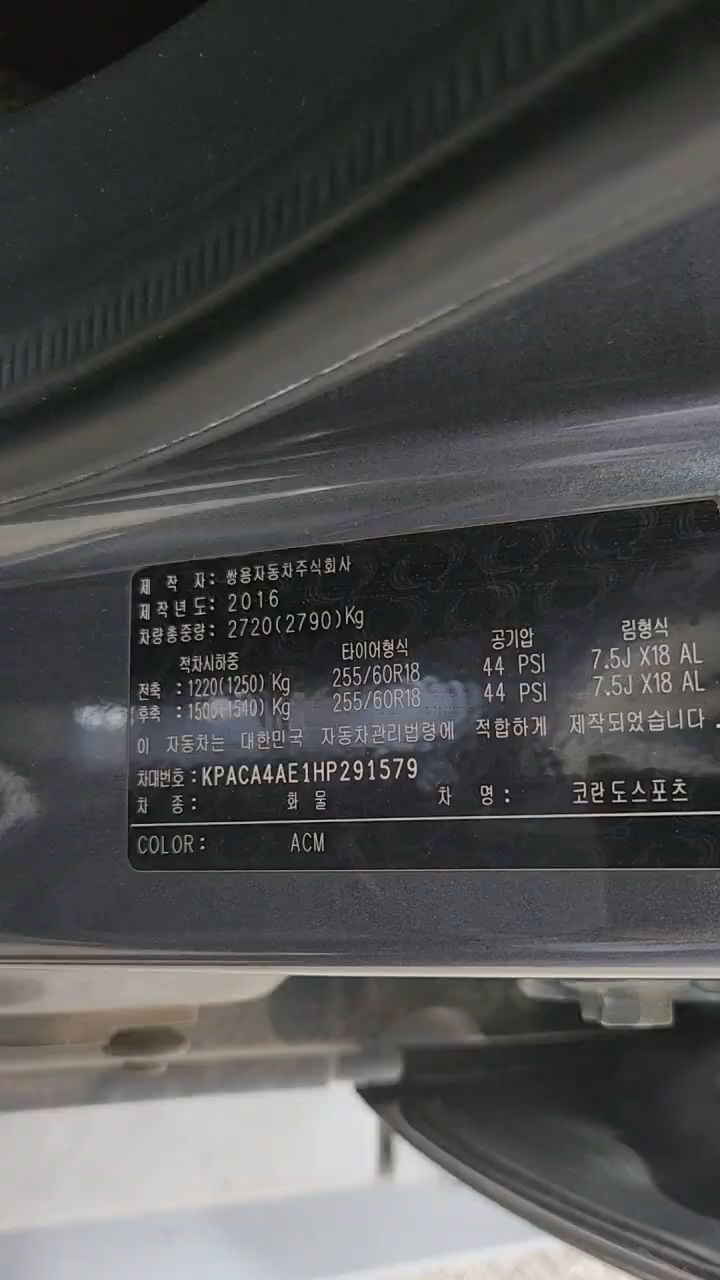 제 작 자: 쌍용자동차주식회사
제작년도: 2016
차량총중량: 2720(2790)Kg
적차시하중 타이어형식 공기압 림형식
전축 :1220(1250) Kg 255/60R18 44 PSI 7.5J X18 AL
후축 :1500(1540) Kg 255/60R18 44 PSI 7.5J X18 AL
이 자동차는 대한민국 자동차관리법령에 적합하게 제작되었습니다.
차대번호:KPACA4AE1HP291579
차 종: 화 물 차 명: 코란도스포츠
COLOR: ACM